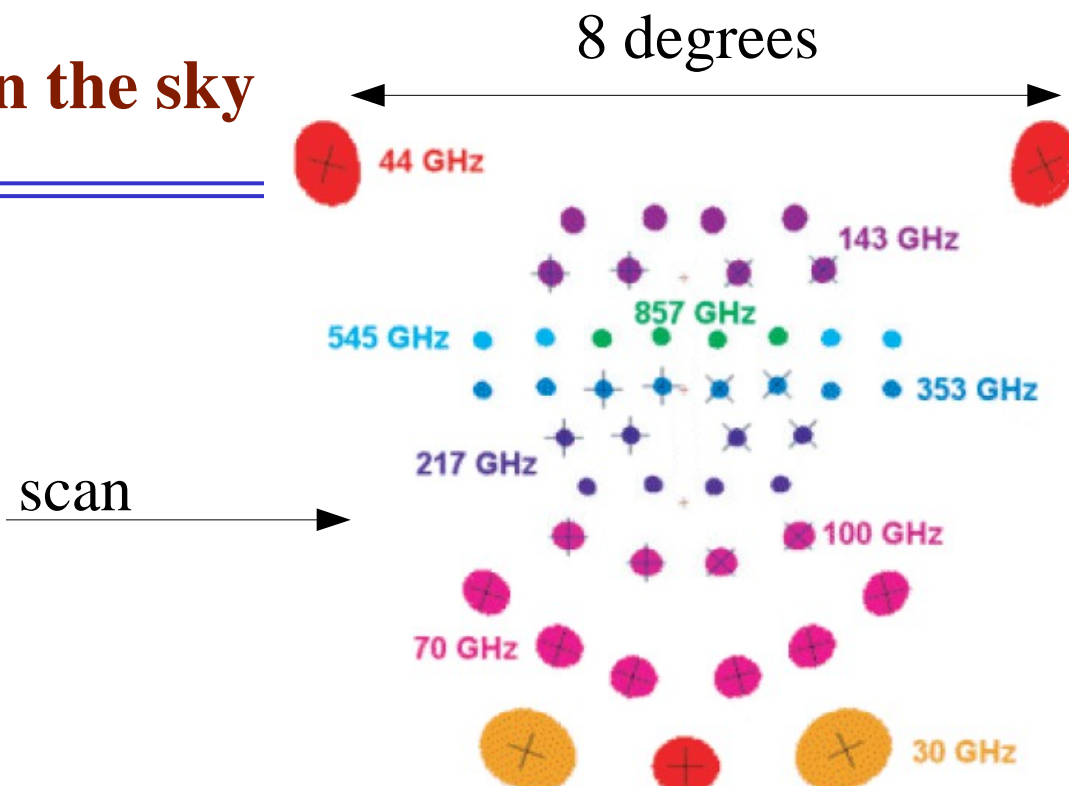 8 degrees
n the sky
44 GHz
143 GHz
857 GHz
545 GHz
353 GHz
217 GHz
scan
100 GHz
70 GHz
30 GHz